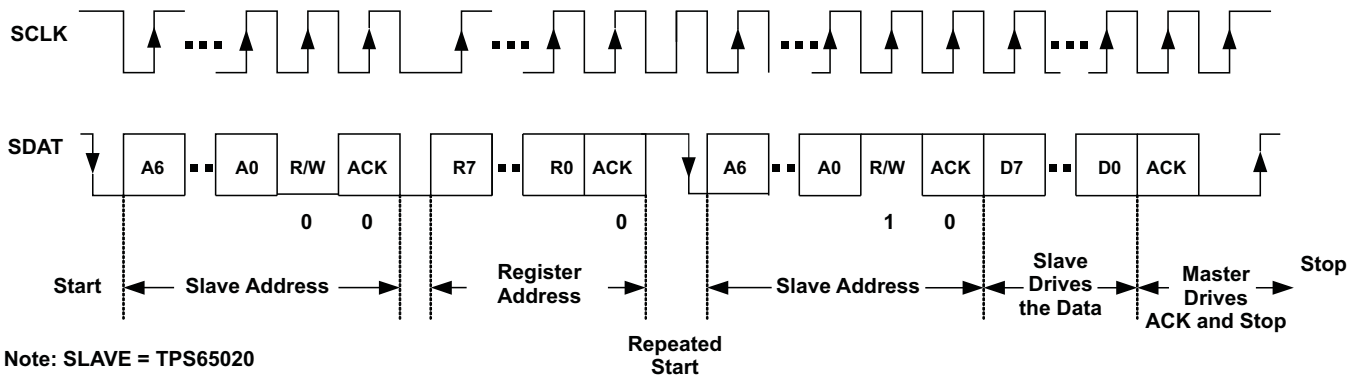 SCLK
SDAT
A6 A0 R/W ACK R7 R0 ACK A6 A0 R/W ACK D7 D0 ACK
0 0 0 1 0
Start
Slave Address
Register
Address
Repeated
Start
Slave Address
Slave
Drives
the Data
Master
Drives
ACK and Stop
Stop
Note: SLAVE = TPS65020